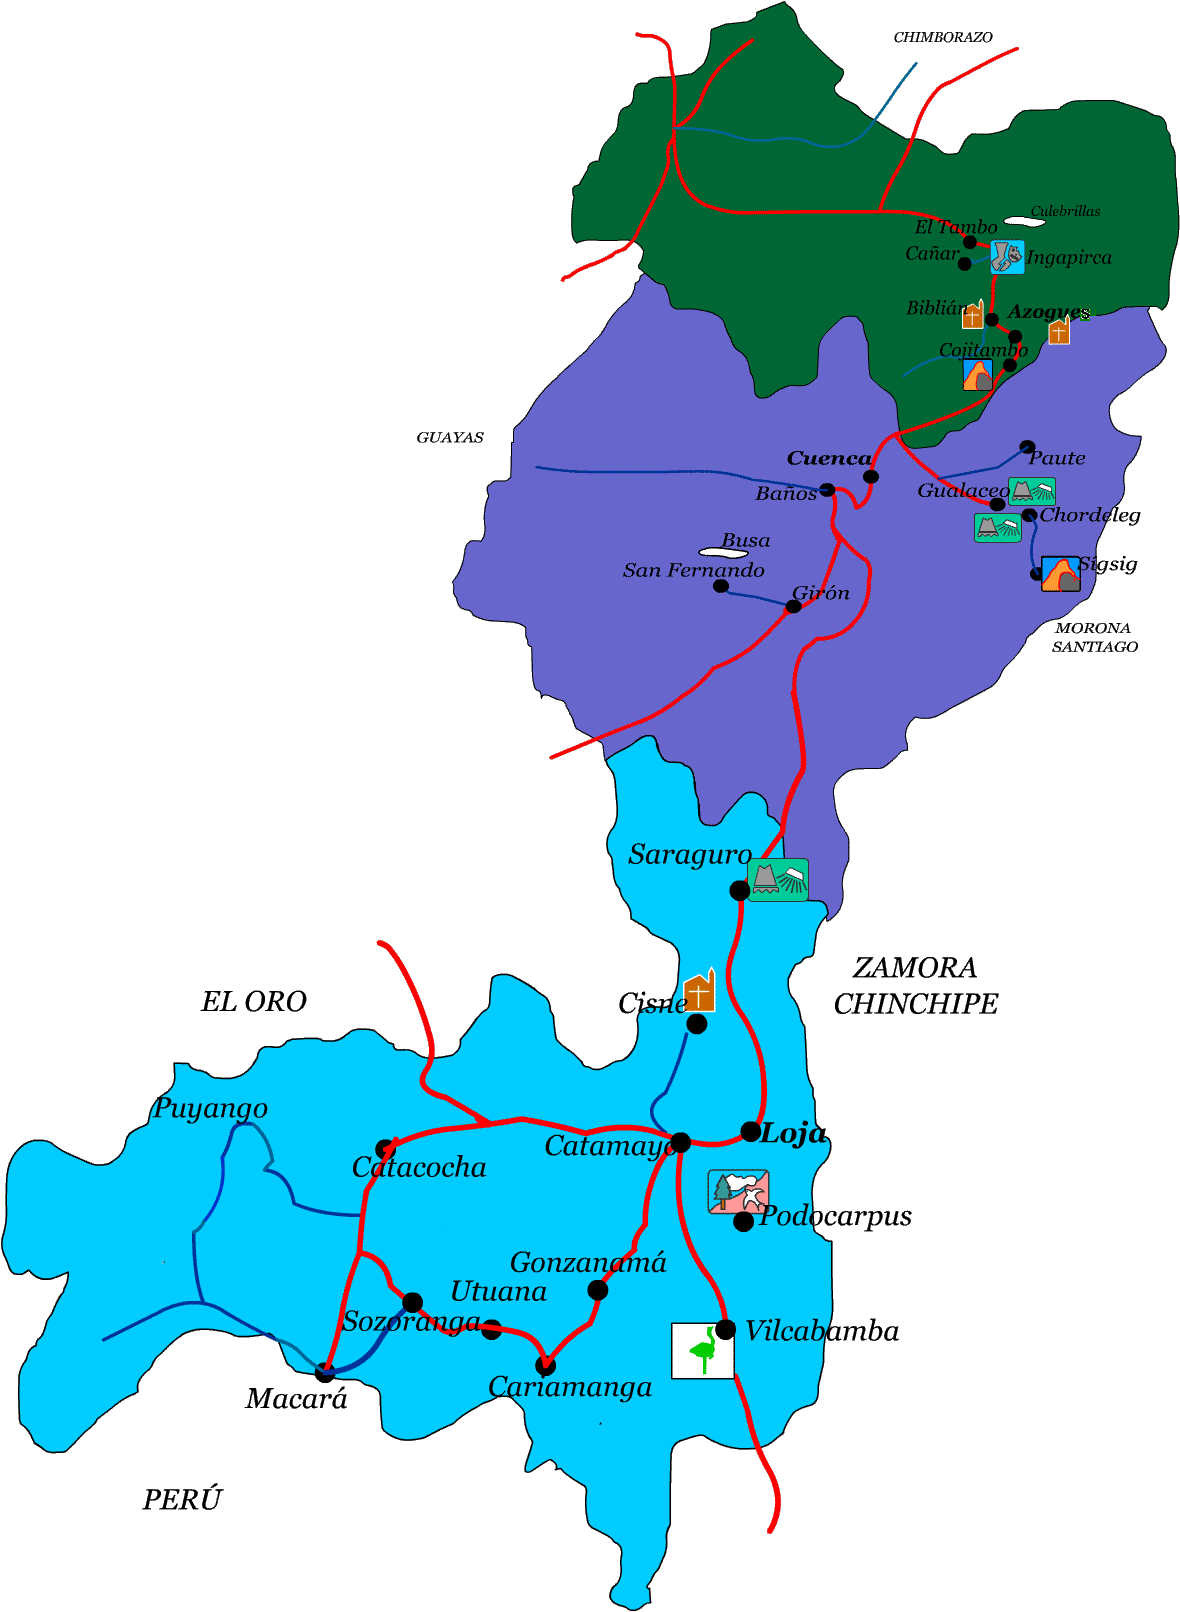 CHIMBORAZO
Culebrillas
El Tambo
Cañar
Ingapirca
Biblián
Azogues
Cojitambo
GUAYAS
Cuenca
Paute
Baños
Gualaceo
Chordeleg
Busa
San Fernando
Sígsig
Girón
MORONA
SANTIAGO
Saraguro
ZAMORA
CHINCHIPE
EL ORO
Cisne
Puyango
Catamayo
Loja
Catacocha
Podocarpus
Gonzanamá
Utuana
Sozoranga
Vilcabamba
Cariamanga
Macará
PERÚ